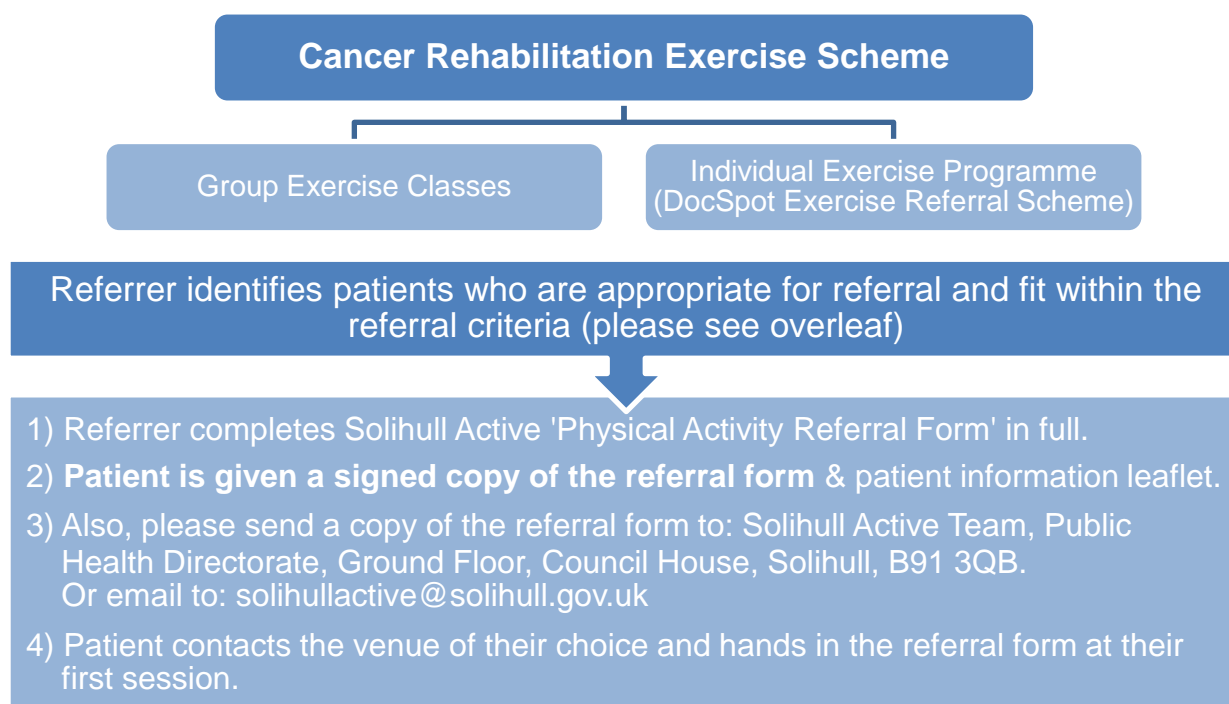 Cancer Rehabilitation Exercise Scheme
Group Exercise Classes
Individual Exercise Programme
(DocSpot Exercise Referral Scheme)
Referrer identifies patients who are appropriate for referral and fit within the
referral criteria (please see overleaf)
1) Referrer completes Solihull Active 'Physical Activity Referral Form' in full.
2) Patient is given a signed copy of the referral form & patient information leaflet.
3) Also, please send a copy of the referral form to: Solihull Active Team, Public
Health Directorate, Ground Floor, Council House, Solihull, B91 3QB.
Or email to: solihullactive@solihull.gov.uk
4) Patient contacts the venue of their choice and hands in the referral form at their
first session.